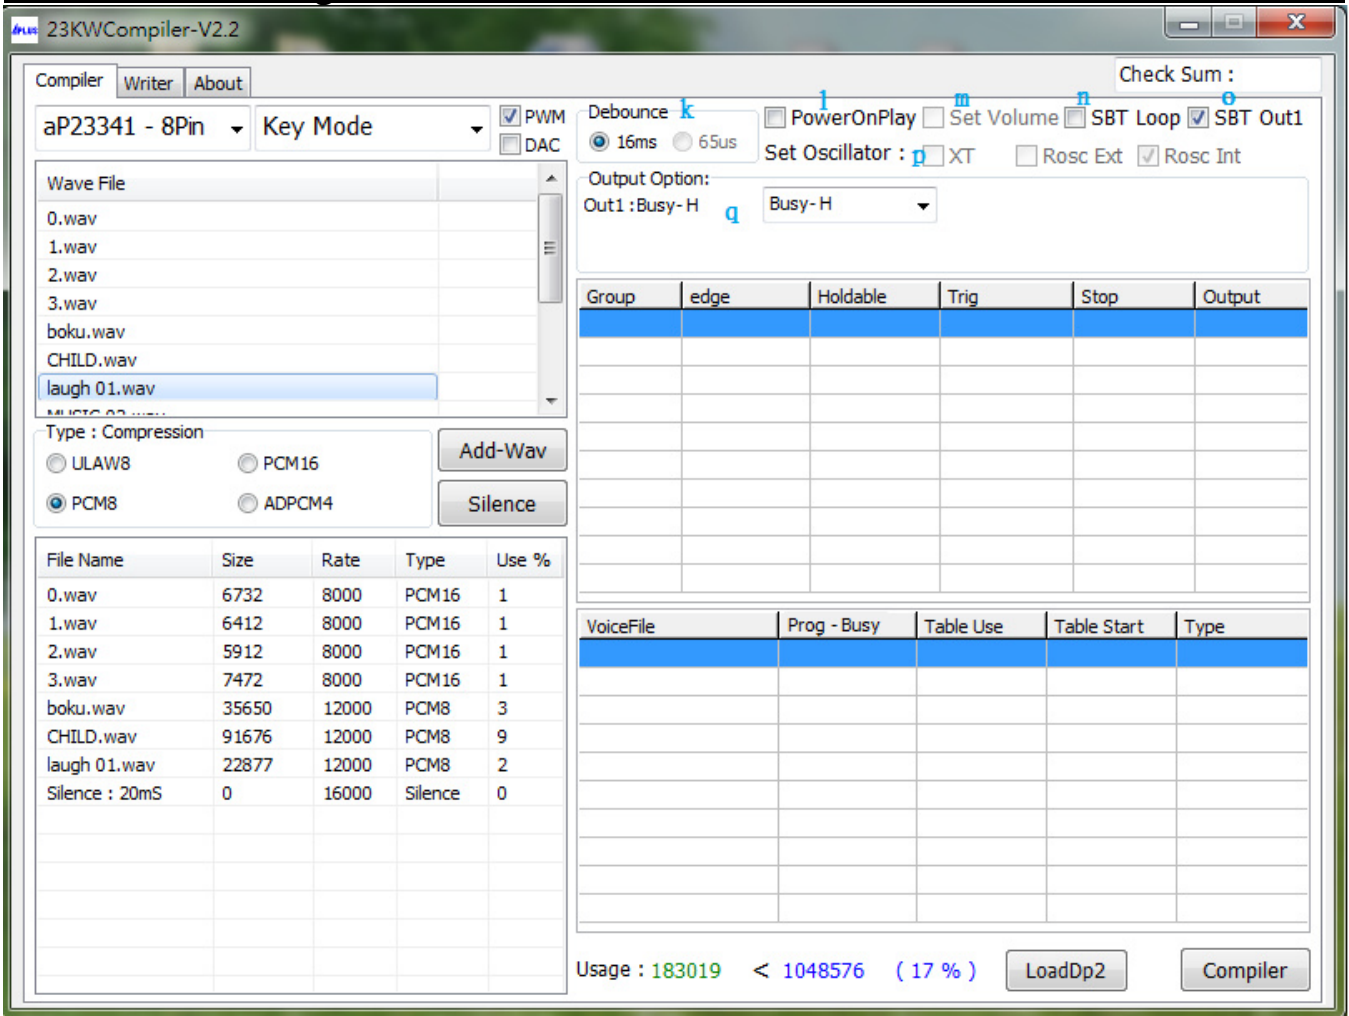 23KWCompiler-V2.2
Compiler Writer About
Check Sum :
aP23341 - 8Pin Key Mode PWM
DAC
Debounce k
16ms 65us
l m n o
PowerOnPlay Set Volume SBT Loop SBT Out1
Set Oscillator : p XT Rosc Ext Rosc Int
Output Option:
Out1 :Busy- H q Busy- H
Wave File
0.wav
1.wav
2.wav
3.wav
boku.wav
CHILD.wav
laugh 01.wav
Type : Compression
ULAW8 PCM16
PCM8 ADPCM4
Add-Wav
Silence
File Name Size Rate Type Use %
0.wav 6732 8000 PCM16 1
1.wav 6412 8000 PCM16 1
2.wav 5912 8000 PCM16 1
3.wav 7472 8000 PCM16 1
boku.wav 35650 12000 PCM8 3
CHILD.wav 91676 12000 PCM8 9
laugh 01.wav 22877 12000 PCM8 2
Silence : 20mS 0 16000 Silence 0
Group edge Holdable Trig Stop Output
VoiceFile Prog - Busy Table Use Table Start Type
Usage : 183019 < 1048576 ( 17 % ) LoadDp2 Compiler